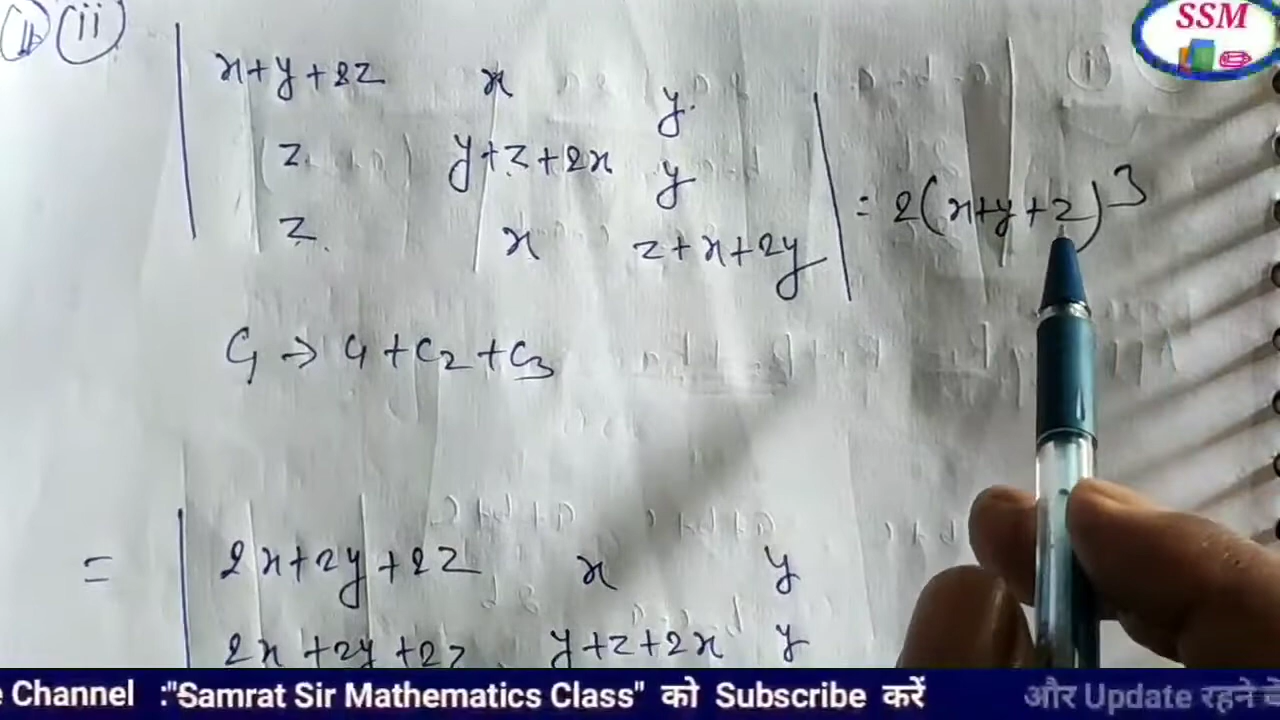 11 (ii)
SSM
x+y+2z x y
z y+z+2x y = 2(x+y+z)3
z x z+x+2y
C1 → C1 + C2 + C3
= 2x+2y+2z x y
2x+2y+2z y+z+2x y
e Channel :"Samrat Sir Mathematics Class" को Subscribe करें और Update रहने के